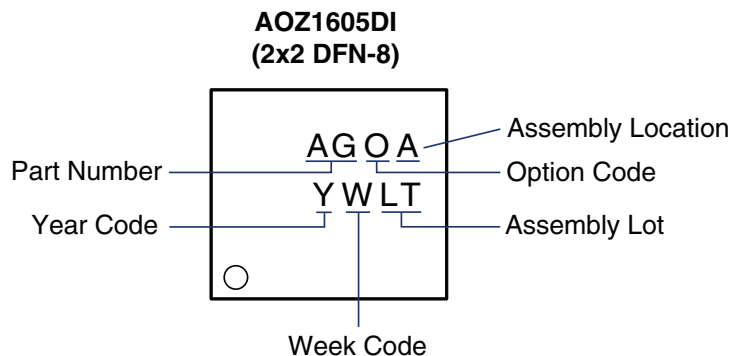 AOZ1605DI
(2x2 DFN-8)
AGOA
YWLT
Assembly Location
Part Number
Option Code
Year Code
Assembly Lot
Week Code